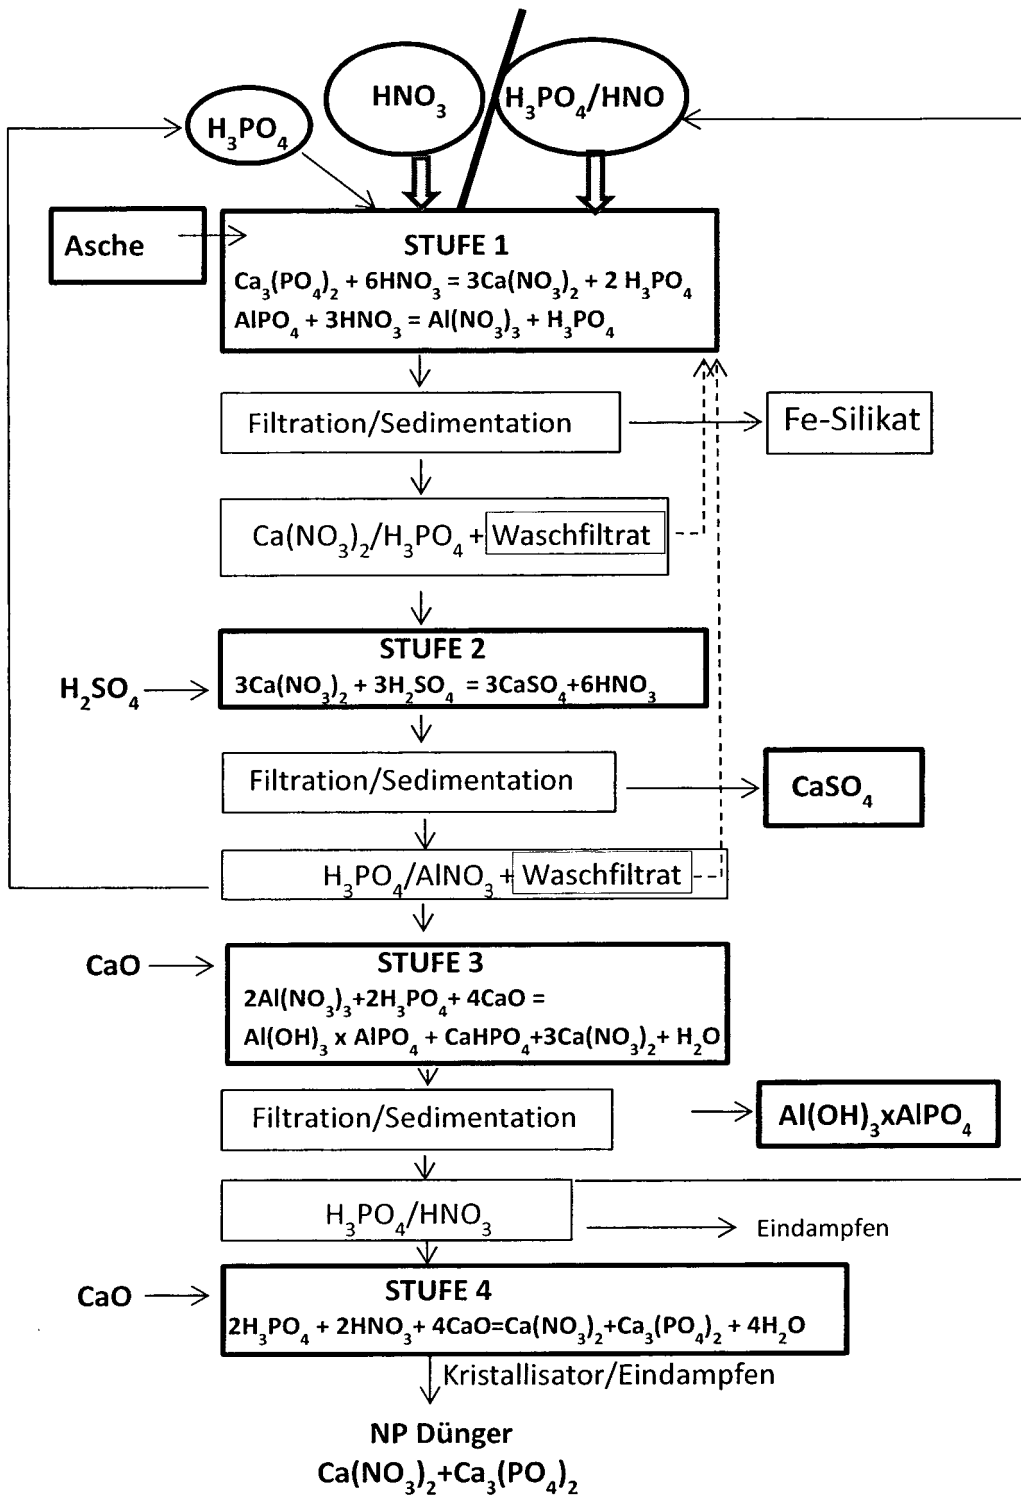 HNO₃
H₃PO₄/HNO
H₃PO₄
Asche
STUFE 1
Ca₃(PO₄)₂ + 6HNO₃ = 3Ca(NO₃)₂ + 2 H₃PO₄
AlPO₄ + 3HNO₃ = Al(NO₃)₃ + H₃PO₄
Filtration/Sedimentation
Fe-Silikat
Ca(NO₃)₂/H₃PO₄ + Waschfiltrat
STUFE 2
H₂SO₄
3Ca(NO₃)₂ + 3H₂SO₄ = 3CaSO₄+6HNO₃
Filtration/Sedimentation
CaSO₄
H₃PO₄/AlNO₃ + Waschfiltrat
CaO
STUFE 3
2Al(NO₃)₃+2H₃PO₄+ 4CaO =
Al(OH)₃ x AlPO₄ + CaHPO₄+3Ca(NO₃)₂+ H₂O
Filtration/Sedimentation
Al(OH)₃xAlPO₄
H₃PO₄/HNO₃
Eindampfen
CaO
STUFE 4
2H₃PO₄ + 2HNO₃+ 4CaO=Ca(NO₃)₂+Ca₃(PO₄)₂ + 4H₂O
Kristallisator/Eindampfen
NP Dünger
Ca(NO₃)₂+Ca₃(PO₄)₂